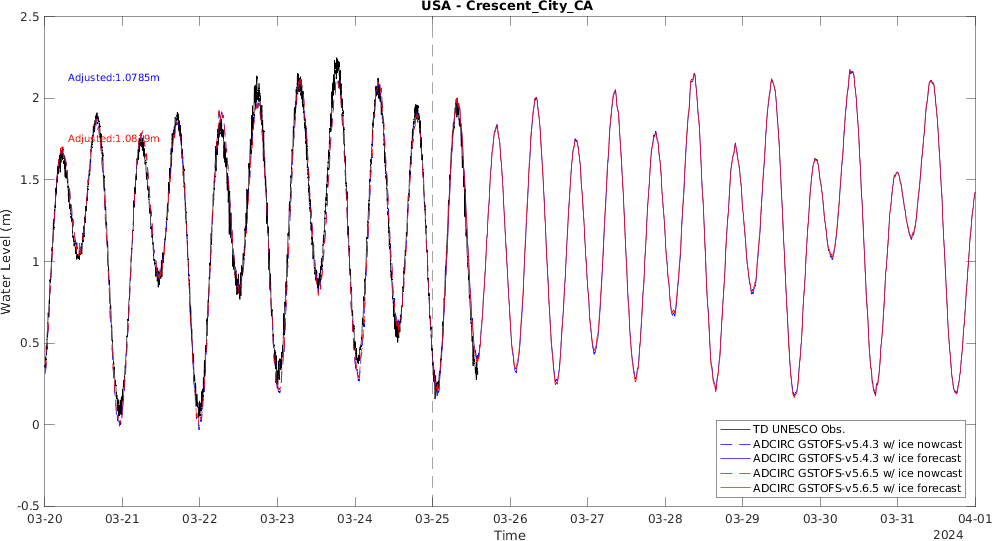 USA - Crescent_City_CA
2.5
2
1.5
1
0.5
0
-0.5
Water Level (m)
Adjusted:1.0785m
TD UNESCO Obs.
ADCIRC GSTOFS-v5.4.3 w/ ice nowcast
ADCIRC GSTOFS-v5.4.3 w/ ice forecast
ADCIRC GSTOFS-v5.6.5 w/ ice nowcast
ADCIRC GSTOFS-v5.6.5 w/ ice forecast
03-20 03-21 03-22 03-23 03-24 03-25 03-26 03-27 03-28 03-29 03-30 03-31 04-01
Time
2024